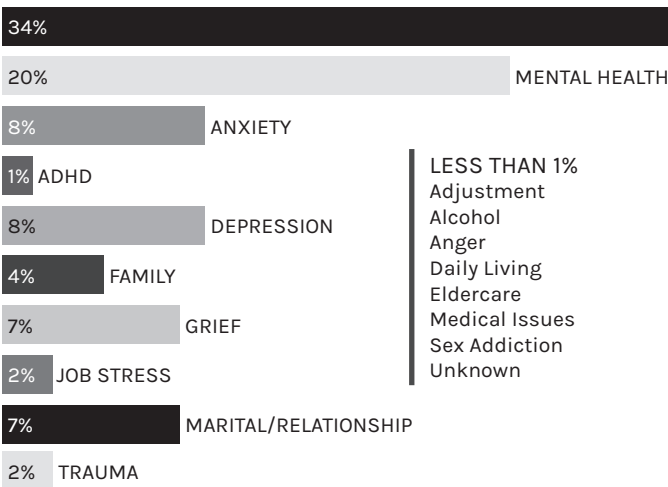 34%
20% MENTAL HEALTH
8% ANXIETY
1% ADHD
8% DEPRESSION
4% FAMILY
7% GRIEF
2% JOB STRESS
7% MARITAL/RELATIONSHIP
2% TRAUMA
LESS THAN 1%
Adjustment
Alcohol
Anger
Daily Living
Eldercare
Medical Issues
Sex Addiction
Unknown